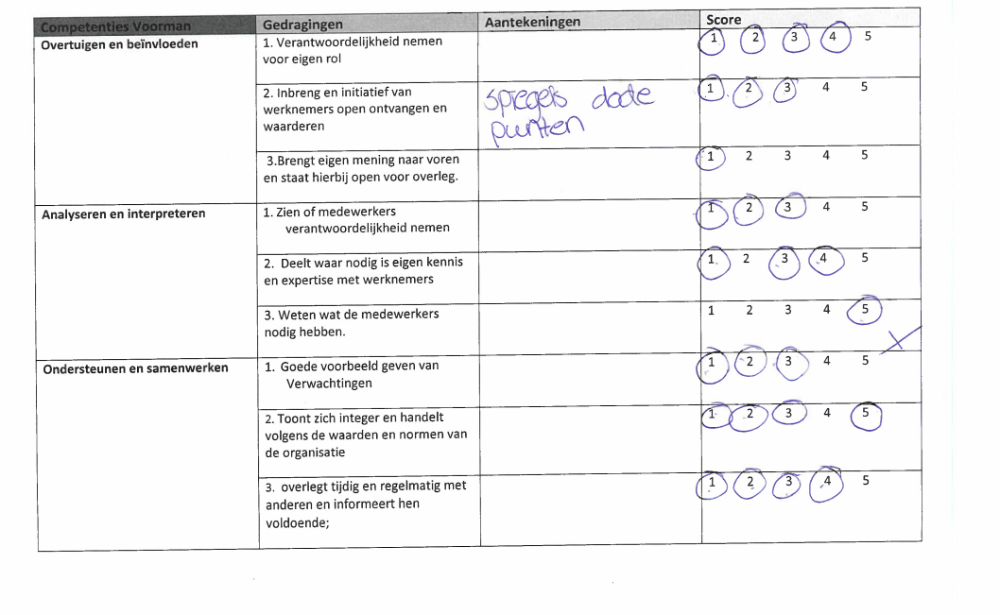 Competenties Voorman Gedragingen Aantekeningen Score
Overtuigen en beïnvloeden 1. Verantwoordelijkheid nemen 1 2 3 4 5
voor eigen rol
2. Inbreng en initiatief van spiegels dode 1 2 3 4 5
werknemers open ontvangen en punten
waarderen
3.Brengt eigen mening naar voren 1 2 3 4 5
en staat hierbij open voor overleg.
Analyseren en interpreteren 1. Zien of medewerkers 1 2 3 4 5
verantwoordelijkheid nemen
2. Deelt waar nodig is eigen kennis 1. 2 3 4 5
en expertise met werknemers
3. Weten wat de medewerkers 1 2 3 4 5
nodig hebben.
Ondersteunen en samenwerken 1. Goede voorbeeld geven van 1 2 3 4 5
Verwachtingen
2. Toont zich integer en handelt 1 2 3 4 5
volgens de waarden en normen van
de organisatie
3. overlegt tijdig en regelmatig met 1 2 3 4 5
anderen en informeert hen
voldoende;